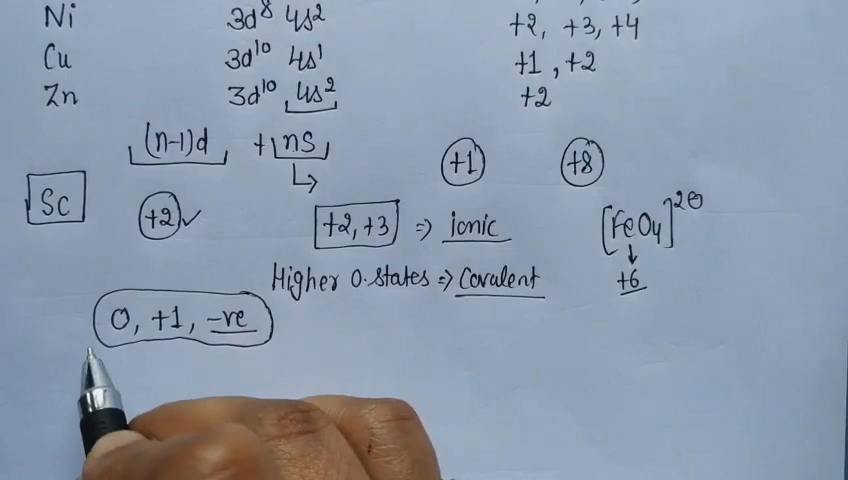 Ni 3d⁸ 4s² +2, +3, +4
Cu 3d¹⁰ 4s¹ +1, +2
Zn 3d¹⁰ 4s² +2
(n-1)d + ns +1 +8
Sc +2 ✓ +2, +3 ⇒ ionic [FeO₄]²⊖
↓
Higher O.states ⇒ Covalent +6
0, +1, -ve